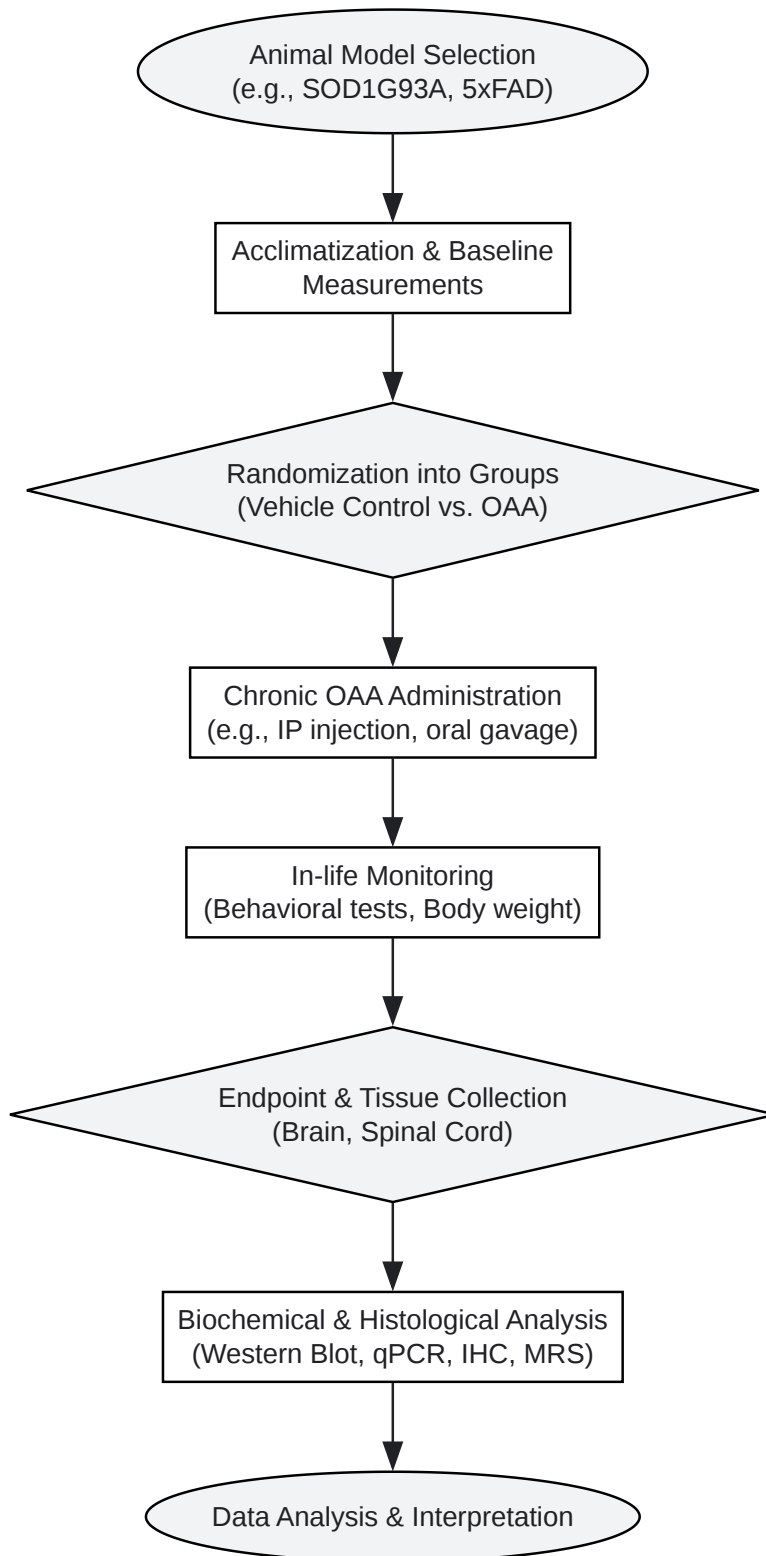 Animal Model Selection
(e.g., SOD1G93A, 5xFAD)
Acclimatization & Baseline
Measurements
Randomization into Groups
(Vehicle Control vs. OAA)
Chronic OAA Administration
(e.g., IP injection, oral gavage)
In-life Monitoring
(Behavioral tests, Body weight)
Endpoint & Tissue Collection
(Brain, Spinal Cord)
Biochemical & Histological Analysis
(Western Blot, qPCR, IHC, MRS)
Data Analysis & Interpretation